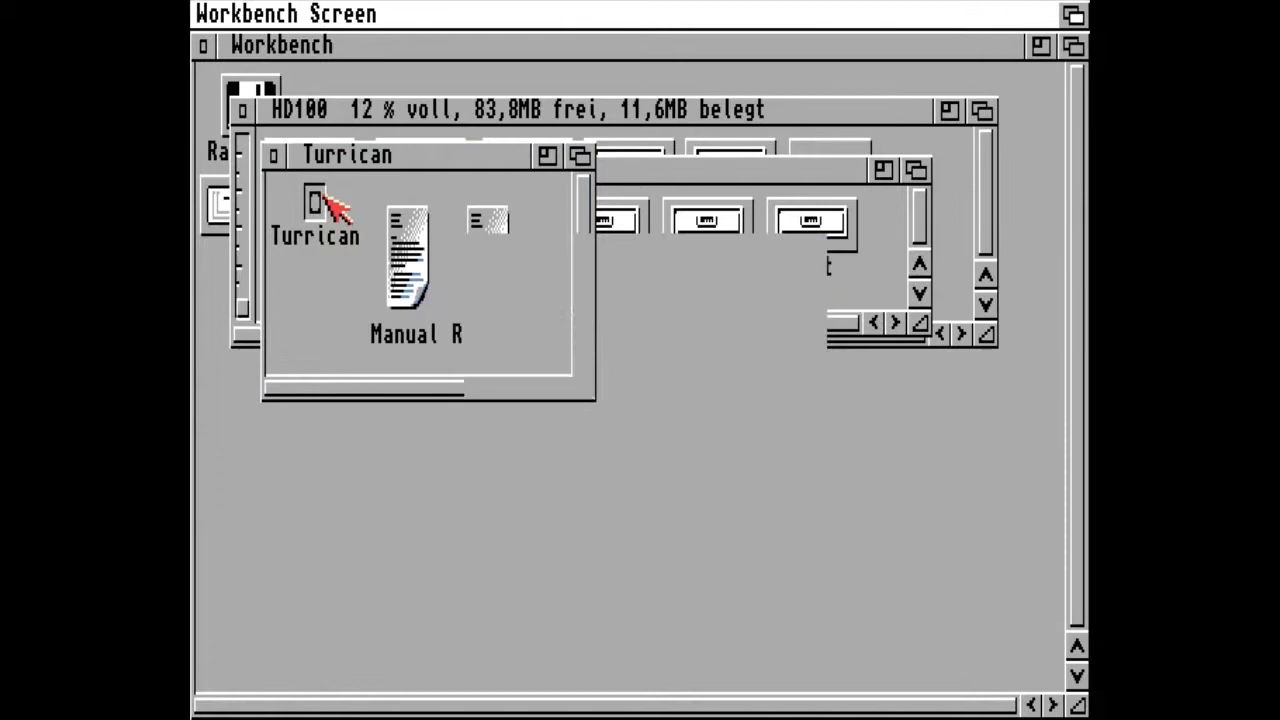 Workbench Screen
Workbench
HD100 12 % voll, 83,8MB frei, 11,6MB belegt
Turrican
Turrican
Manual R